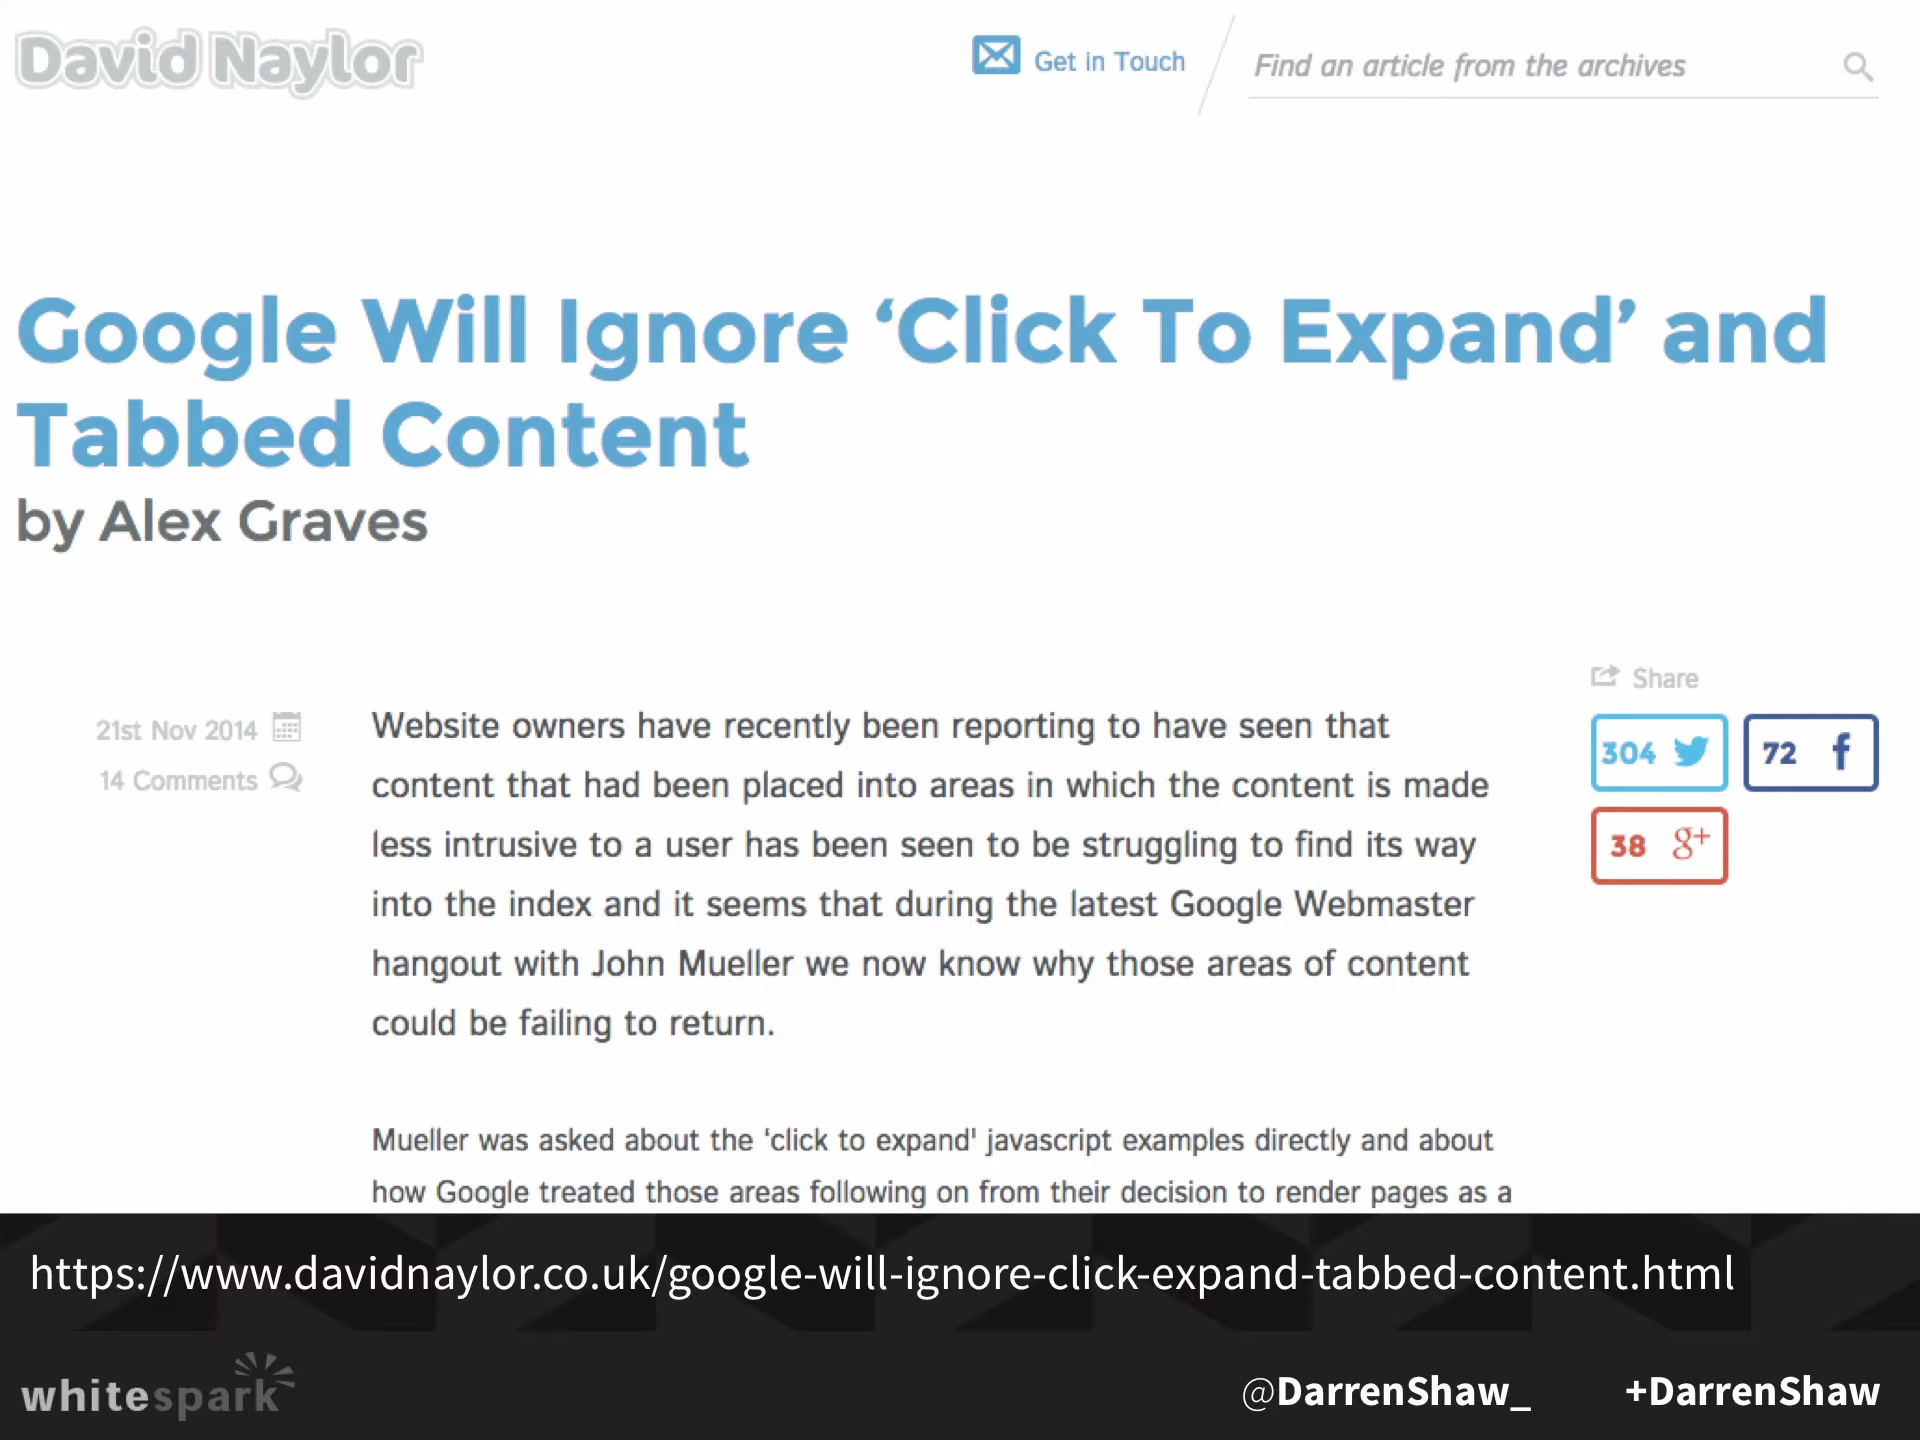 David Naylor
Get in Touch
Find an article from the archives
Google Will Ignore ‘Click To Expand’ and
Tabbed Content
by Alex Graves
21st Nov 2014
14 Comments
Website owners have recently been reporting to have seen that
content that had been placed into areas in which the content is made
less intrusive to a user has been seen to be struggling to find its way
into the index and it seems that during the latest Google Webmaster
hangout with John Mueller we now know why those areas of content
could be failing to return.
Mueller was asked about the ‘click to expand' javascript examples directly and about
how Google treated those areas following on from their decision to render pages as a
Share
304
72 f
38 g+
https://www.davidnaylor.co.uk/google-will-ignore-click-expand-tabbed-content.html
whitespark
@DarrenShaw_
+DarrenShaw